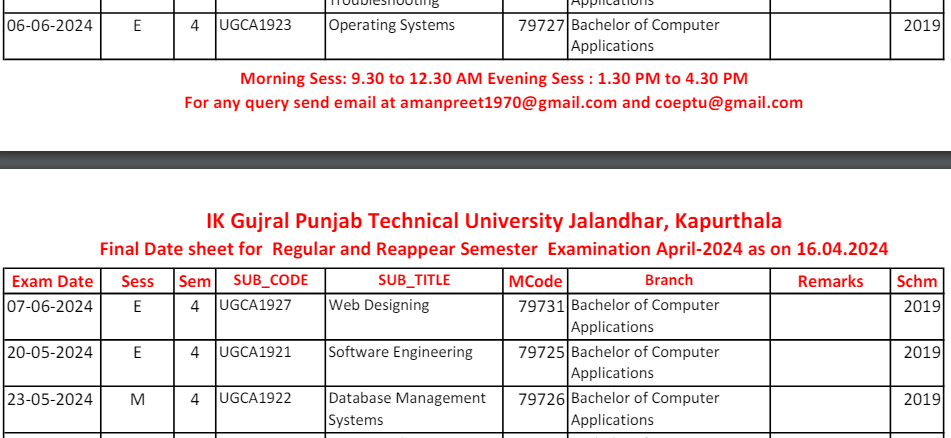 Troubleshooting Applications
06-06-2024 E 4 UGCA1923 Operating Systems 79727 Bachelor of Computer 2019
Applications
Morning Sess: 9.30 to 12.30 AM Evening Sess : 1.30 PM to 4.30 PM
For any query send email at amanpreet1970@gmail.com and coeptu@gmail.com
IK Gujral Punjab Technical University Jalandhar, Kapurthala
Final Date sheet for Regular and Reappear Semester Examination April-2024 as on 16.04.2024
Exam Date Sess Sem SUB_CODE SUB_TITLE MCode Branch Remarks Schm
07-06-2024 E 4 UGCA1927 Web Designing 79731 Bachelor of Computer 2019
Applications
20-05-2024 E 4 UGCA1921 Software Engineering 79725 Bachelor of Computer 2019
Applications
23-05-2024 M 4 UGCA1922 Database Management 79726 Bachelor of Computer 2019
Systems Applications